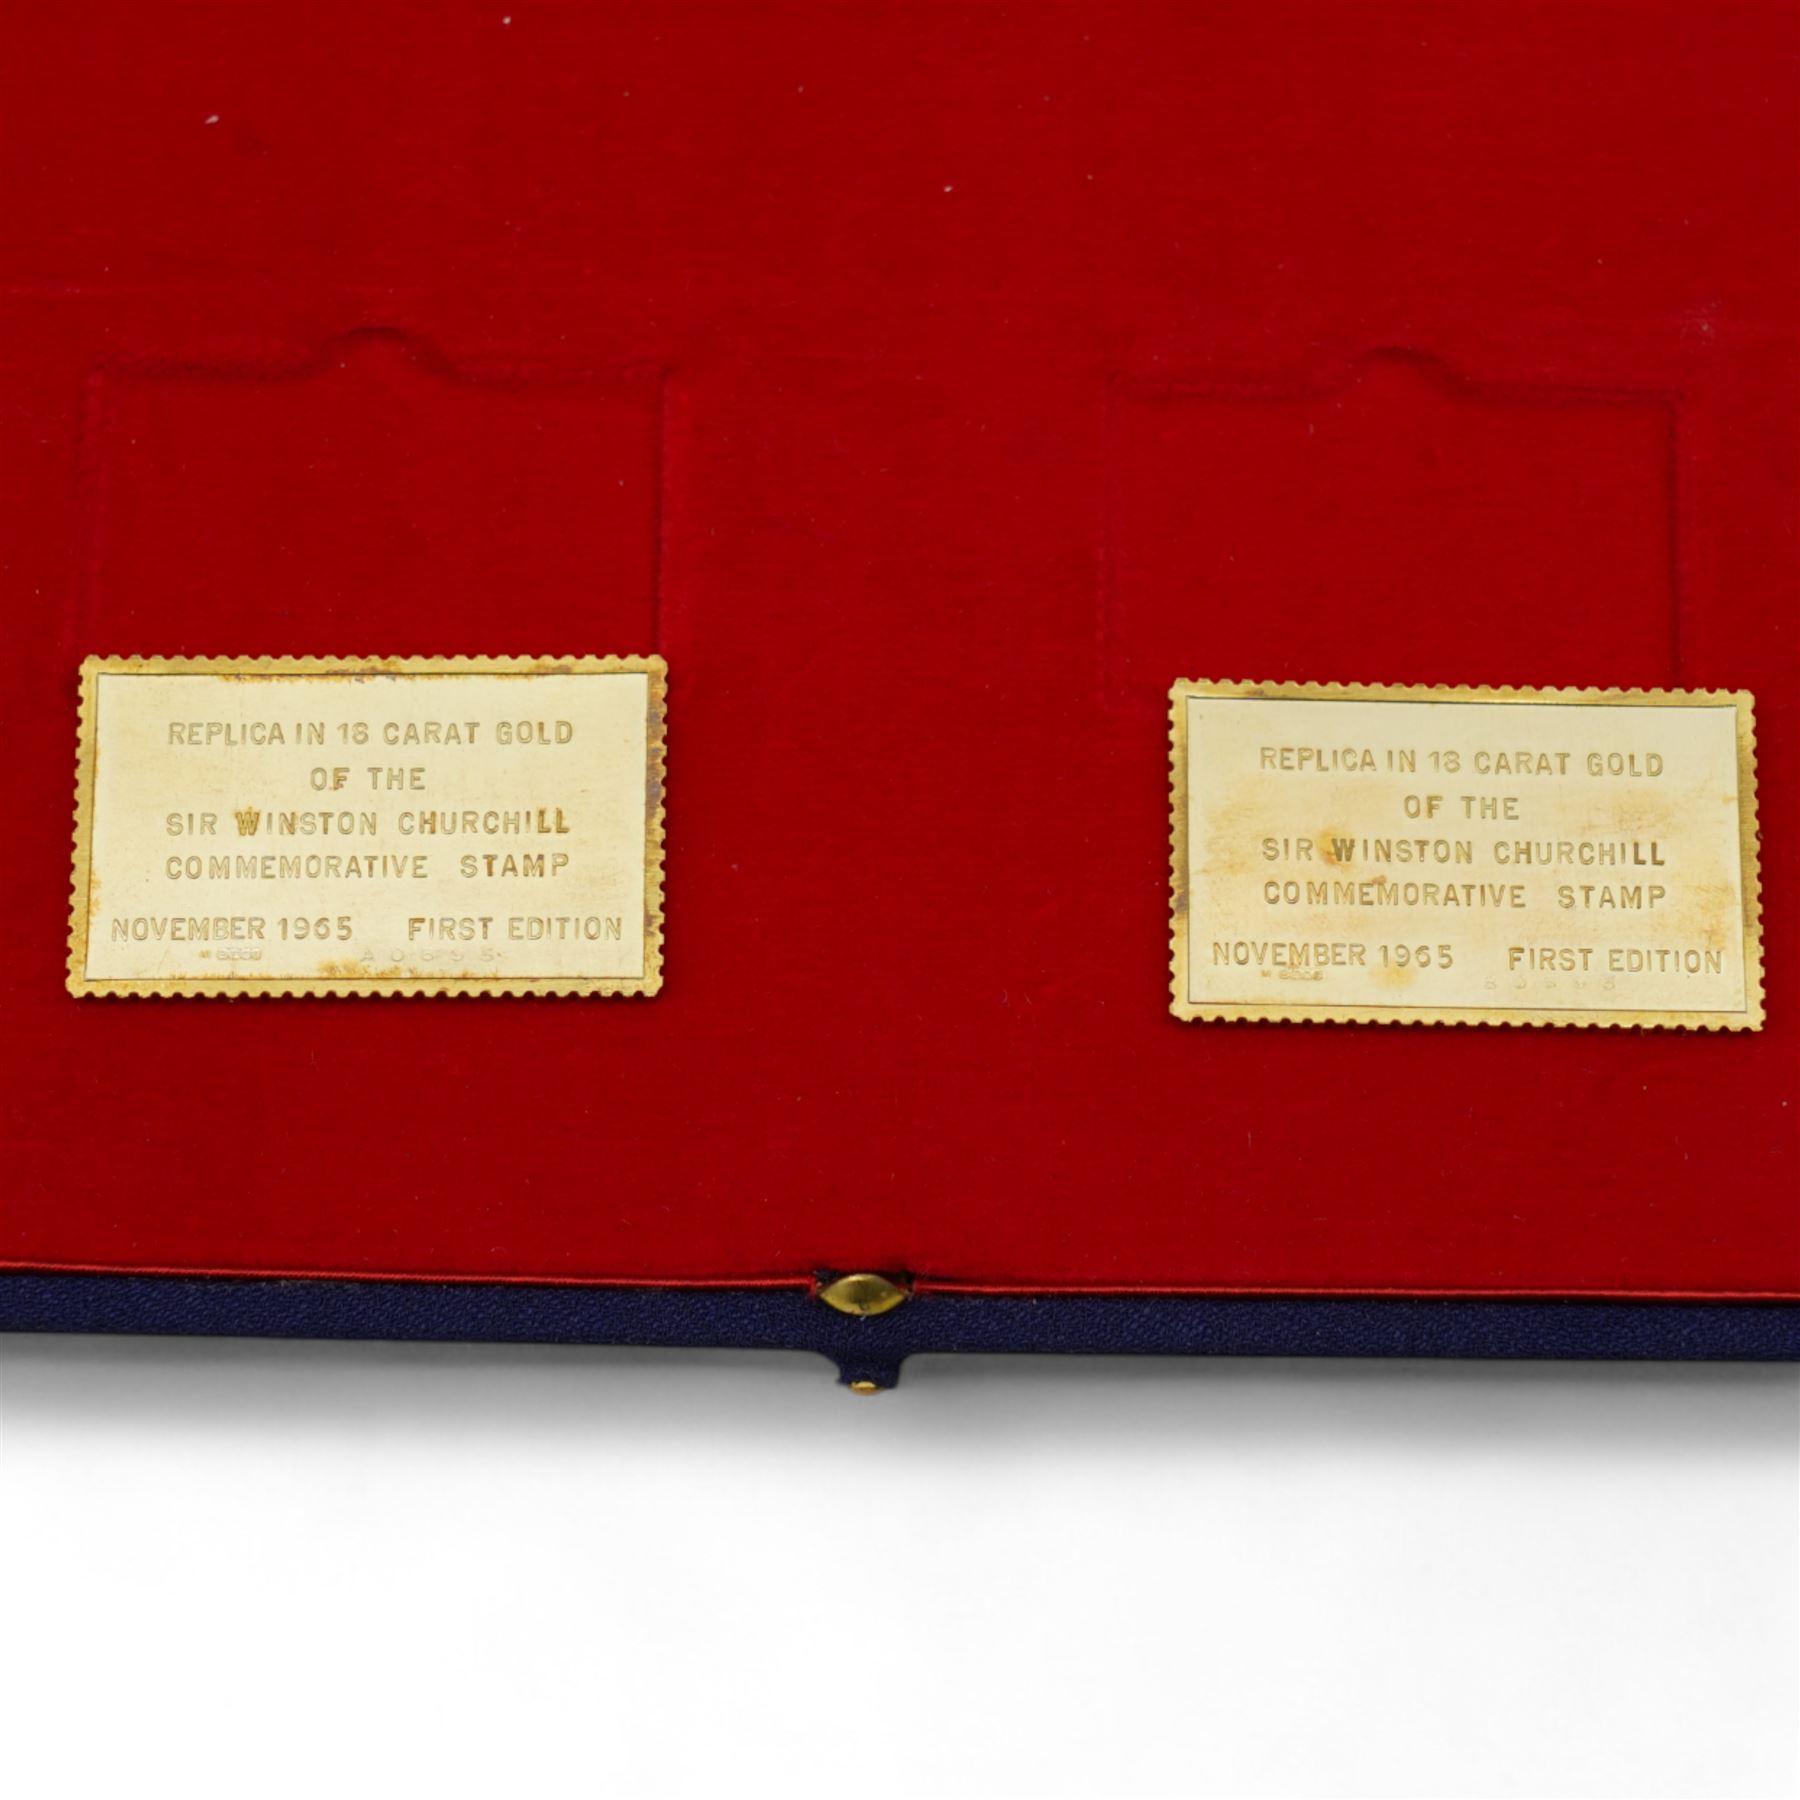 REPLICA IN 18 CARAT GOLD
OF THE
SIR WINSTON CHURCHILL
COMMEMORATIVE STAMP
NOVEMBER 1965 FIRST EDITION
REPLICA IN 18 CARAT GOLD
OF THE
SIR WINSTON CHURCHILL
COMMEMORATIVE STAMP
NOVEMBER 1965 FIRST EDITION